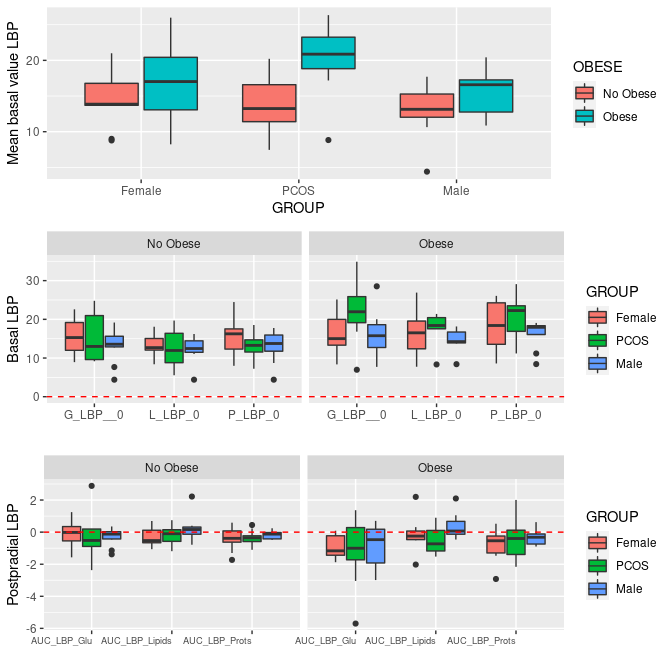 Mean basal value LBP
20
10
Female PCOS Male
GROUP
OBESE
No Obese
Obese
No Obese Obese
Basal LBP
30
20
10
0
G_LBP__0 L_LBP_0 P_LBP_0 G_LBP__0 L_LBP_0 P_LBP_0
GROUP
Female
PCOS
Male
No Obese Obese
Postpradial LBP
2
0
-2
-4
-6
AUC_LBP_Glu AUC_LBP_Lipids AUC_LBP_Prots AUC_LBP_Glu AUC_LBP_Lipids AUC_LBP_Prots
GROUP
Female
PCOS
Male